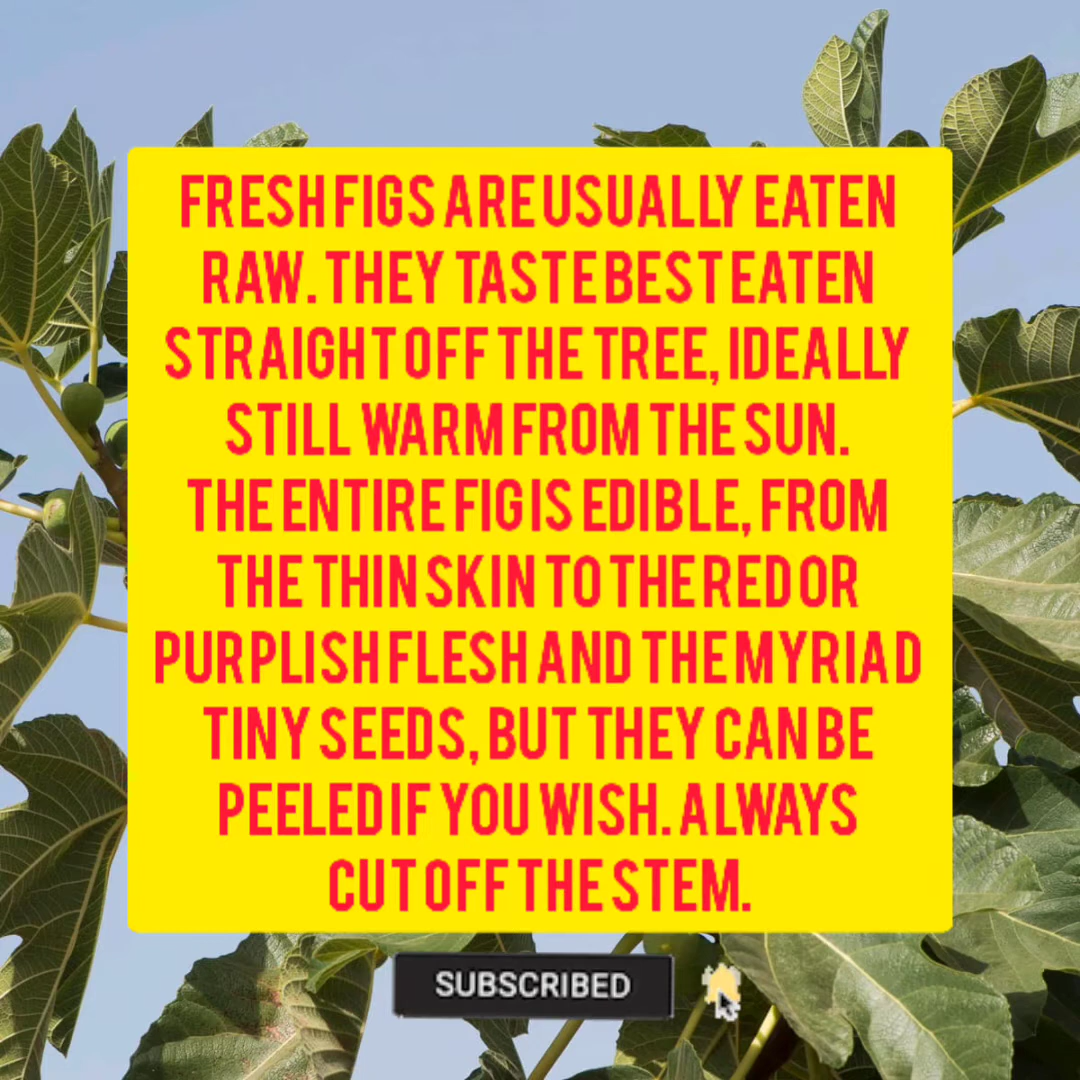 FRESH FIGS ARE USUALLY EATEN
RAW. THEY TASTE BEST EATEN
STRAIGHT OFF THE TREE, IDEALLY
STILL WARM FROM THE SUN.
THE ENTIRE FIG IS EDIBLE, FROM
THE THIN SKIN TO THE RED OR
PURPLISH FLESH AND THE MYRIAD
TINY SEEDS, BUT THEY CAN BE
PEELED IF YOU WISH. ALWAYS
CUT OFF THE STEM.
SUBSCRIBED